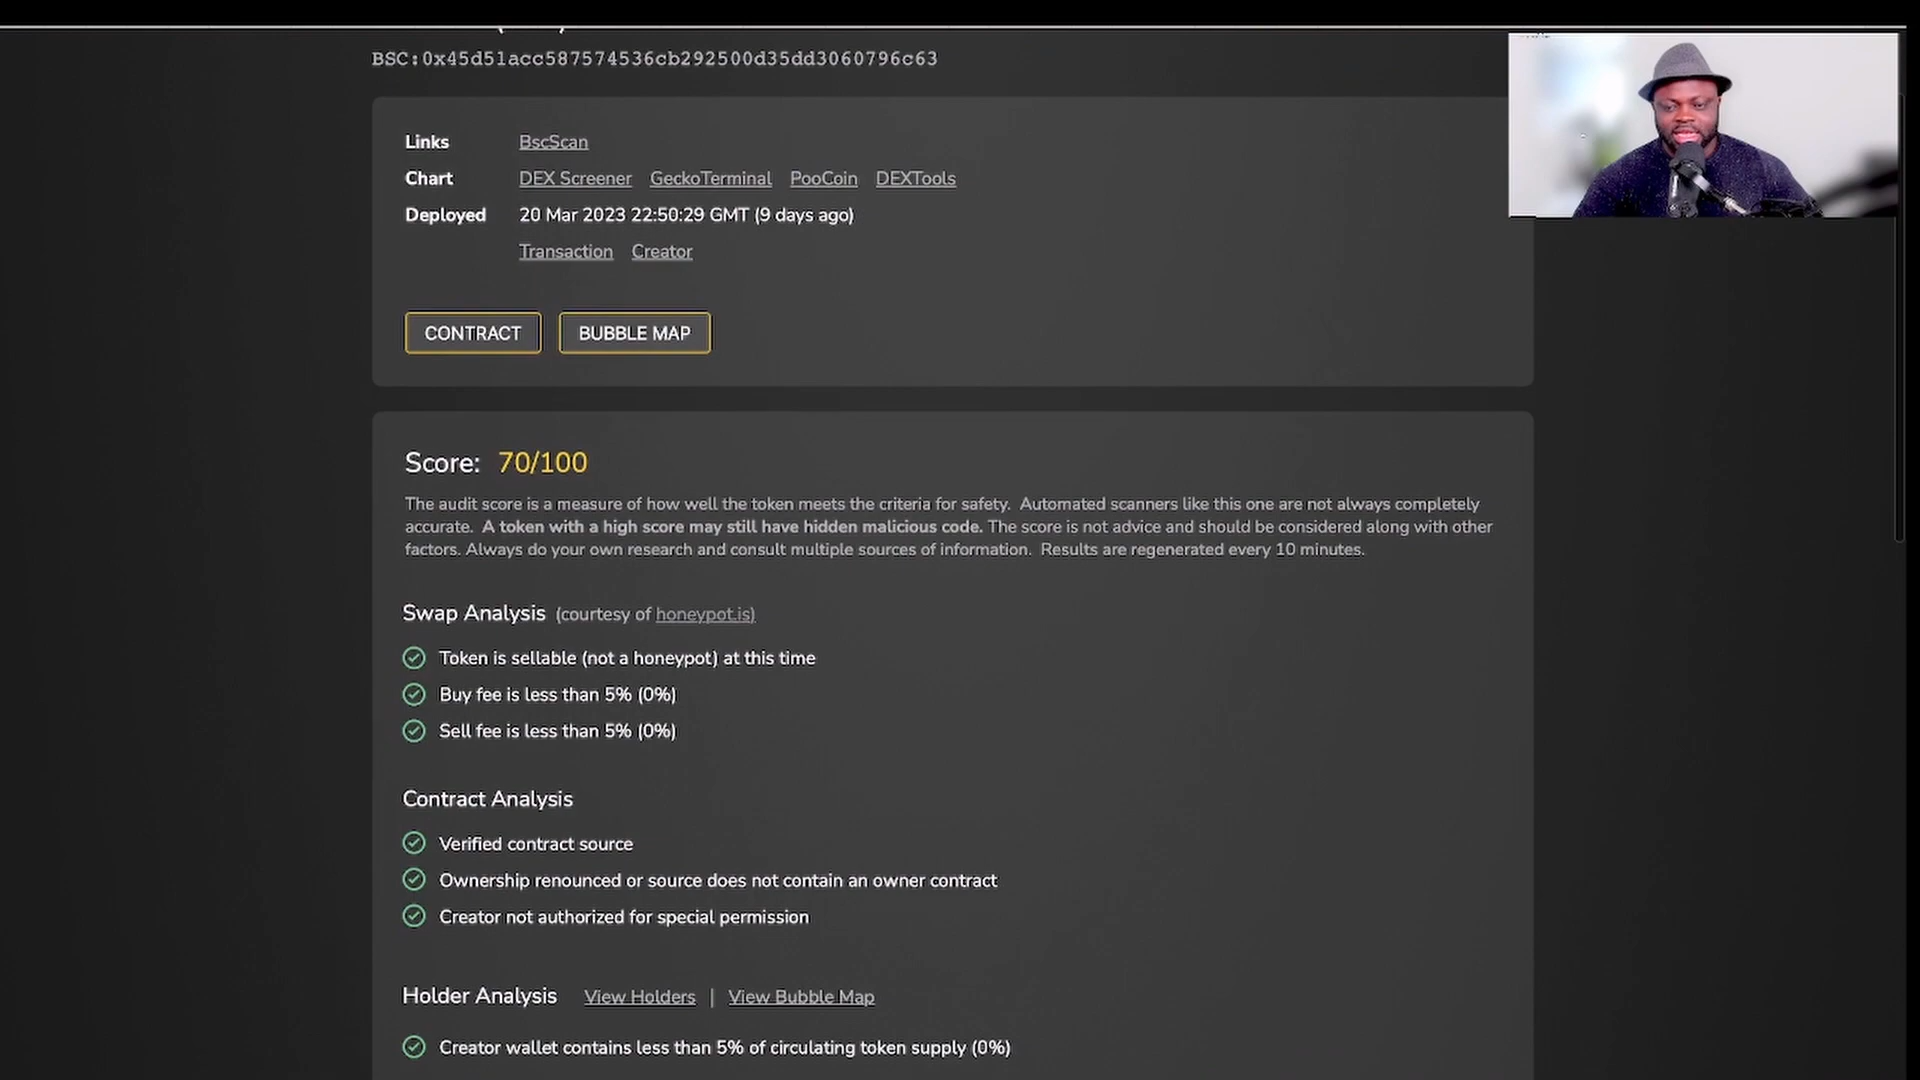 BSC:0x45d51acc587574536cb292500d35dd3060796c63
Links BscScan
Chart DEX Screener GeckoTerminal PooCoin DEXTools
Deployed 20 Mar 2023 22:50:29 GMT (9 days ago)
Transaction Creator
CONTRACT BUBBLE MAP
Score: 70/100
The audit score is a measure of how well the token meets the criteria for safety. Automated scanners like this one are not always completely
accurate. A token with a high score may still have hidden malicious code. The score is not advice and should be considered along with other
factors. Always do your own research and consult multiple sources of information. Results are regenerated every 10 minutes.
Swap Analysis (courtesy of honeypot.is)
Token is sellable (not a honeypot) at this time
Buy fee is less than 5% (0%)
Sell fee is less than 5% (0%)
Contract Analysis
Verified contract source
Ownership renounced or source does not contain an owner contract
Creator not authorized for special permission
Holder Analysis View Holders | View Bubble Map
Creator wallet contains less than 5% of circulating token supply (0%)